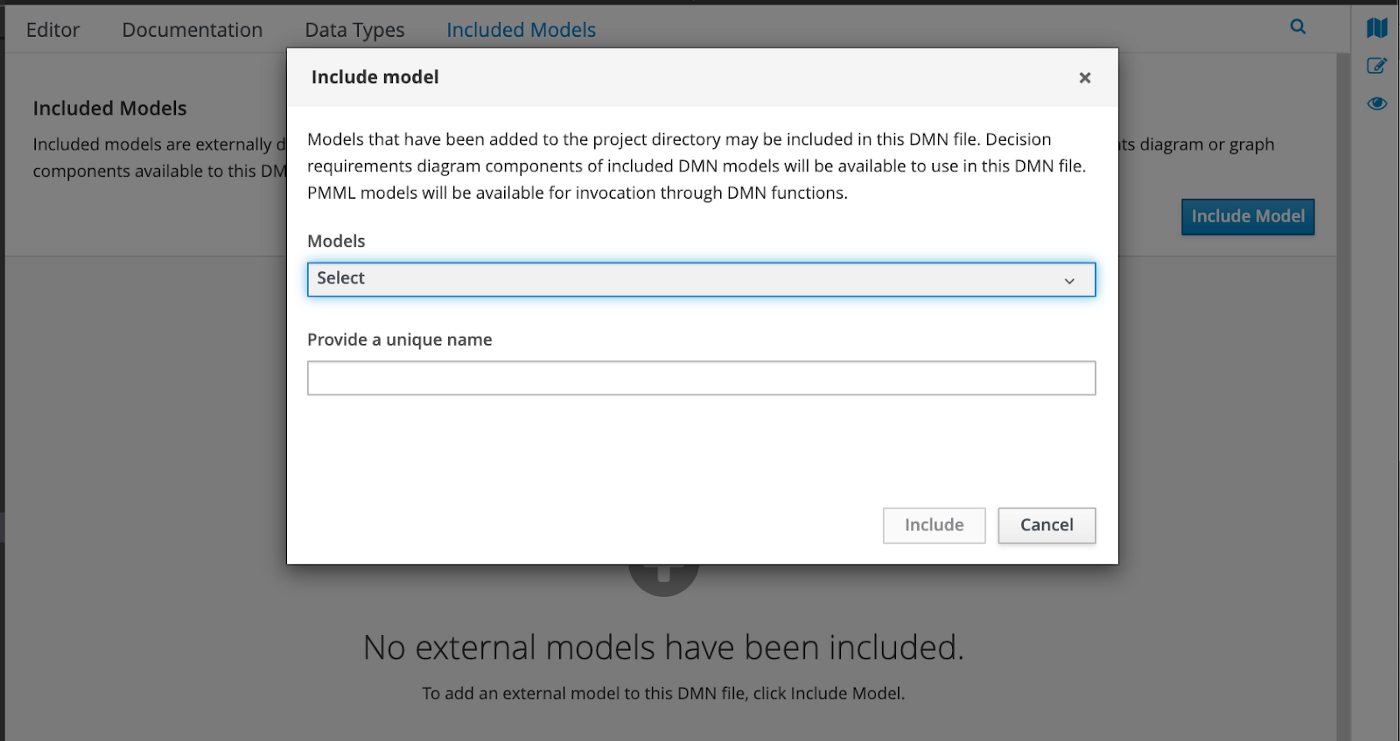 Editor Documentation Data Types Included Models
Include model
Included Models
Included models are externally d
components available to this DM
ts diagram or graph
Include Model
Models that have been added to the project directory may be included in this DMN file. Decision
requirements diagram components of included DMN models will be available to use in this DMN file.
PMML models will be available for invocation through DMN functions.
Models
Select
Provide a unique name
Include Cancel
No external models have been included.
To add an external model to this DMN file, click Include Model.